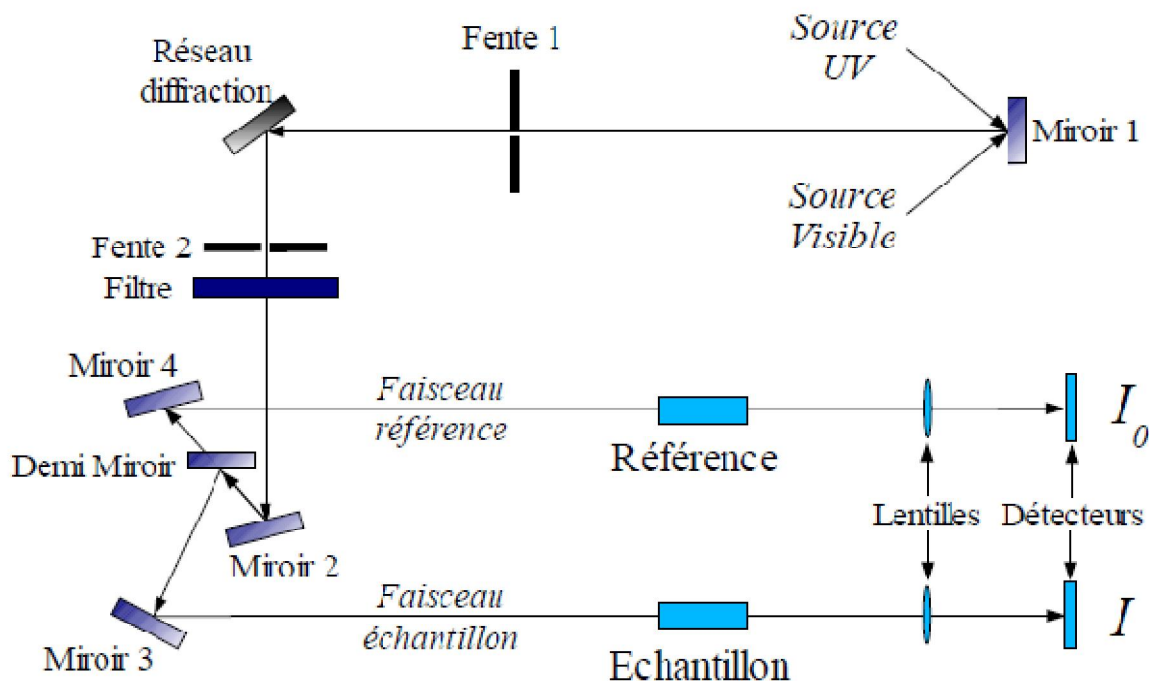 Fente 1
Source
UV
Réseau
diffraction
Miroir 1
Source
Visible
Fente 2
Filtre
Miroir 4
Faisceau
référence
Référence
I0
Demi Miroir
Lentilles
Détecteurs
Miroir 2
Faisceau
échantillon
Echantillon
I
Miroir 3